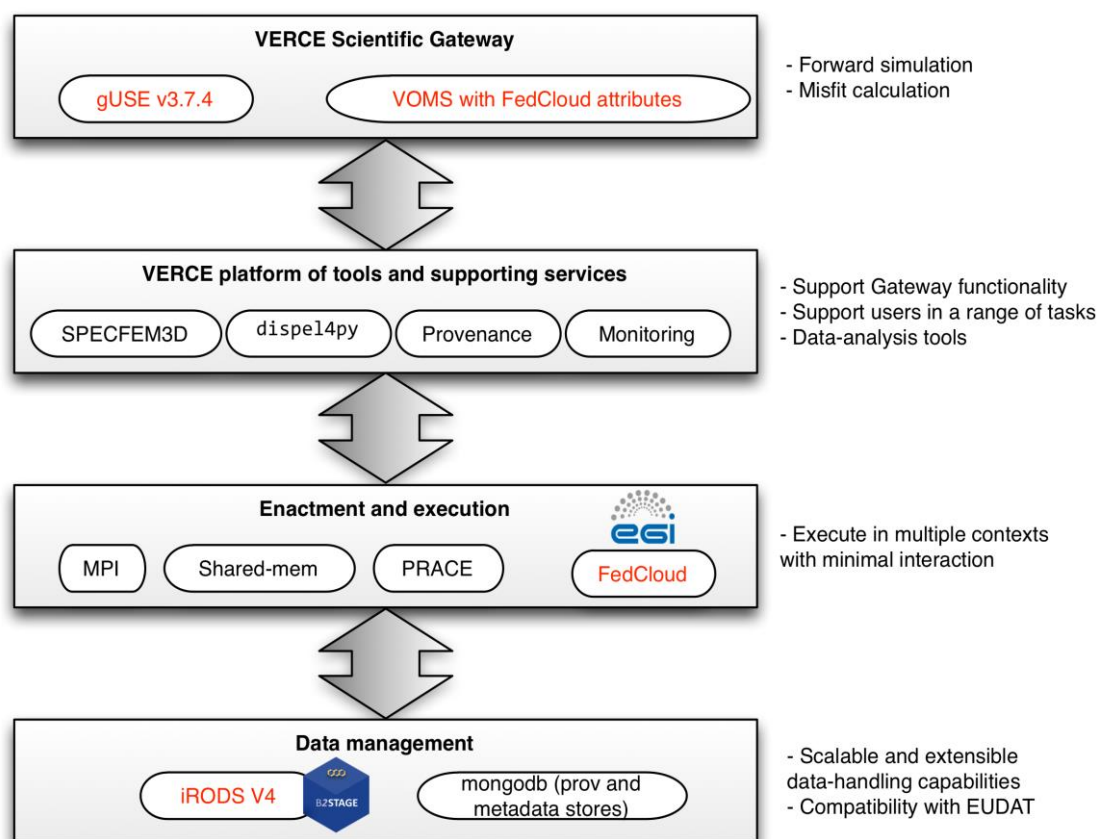 VERCE Scientific Gateway
gUSE v3.7.4
VOMS with FedCloud attributes
- Forward simulation
- Misfit calculation
VERCE platform of tools and supporting services
SPECFEM3D
dispel4py
Provenance
Monitoring
- Support Gateway functionality
- Support users in a range of tasks
- Data-analysis tools
Enactment and execution
egi
MPI
Shared-mem
PRACE
FedCloud
- Execute in multiple contexts
with minimal interaction
Data management
iRODS V4
B2STAGE
mongodb (prov and
metadata stores)
- Scalable and extensible
data-handling capabilities
- Compatibility with EUDAT